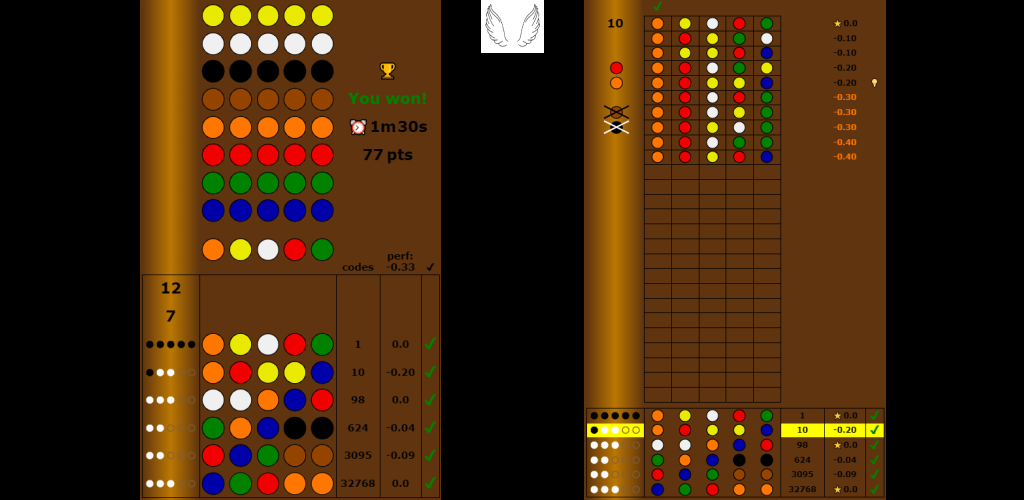 You won!
1m30s
77 pts
perf:
codes -0.33 ✓
12
7
1 0.0 ✓
10 -0.20 ✓
98 0.0 ✓
624 -0.04 ✓
3095 -0.09 ✓
32768 0.0 ✓
✓
10 0.0
-0.10
-0.10
-0.20
-0.20
-0.30
-0.30
-0.30
-0.40
-0.40
1 0.0 ✓
10 -0.20 ✓
98 0.0 ✓
624 -0.04 ✓
3095 -0.09 ✓
32768 0.0 ✓